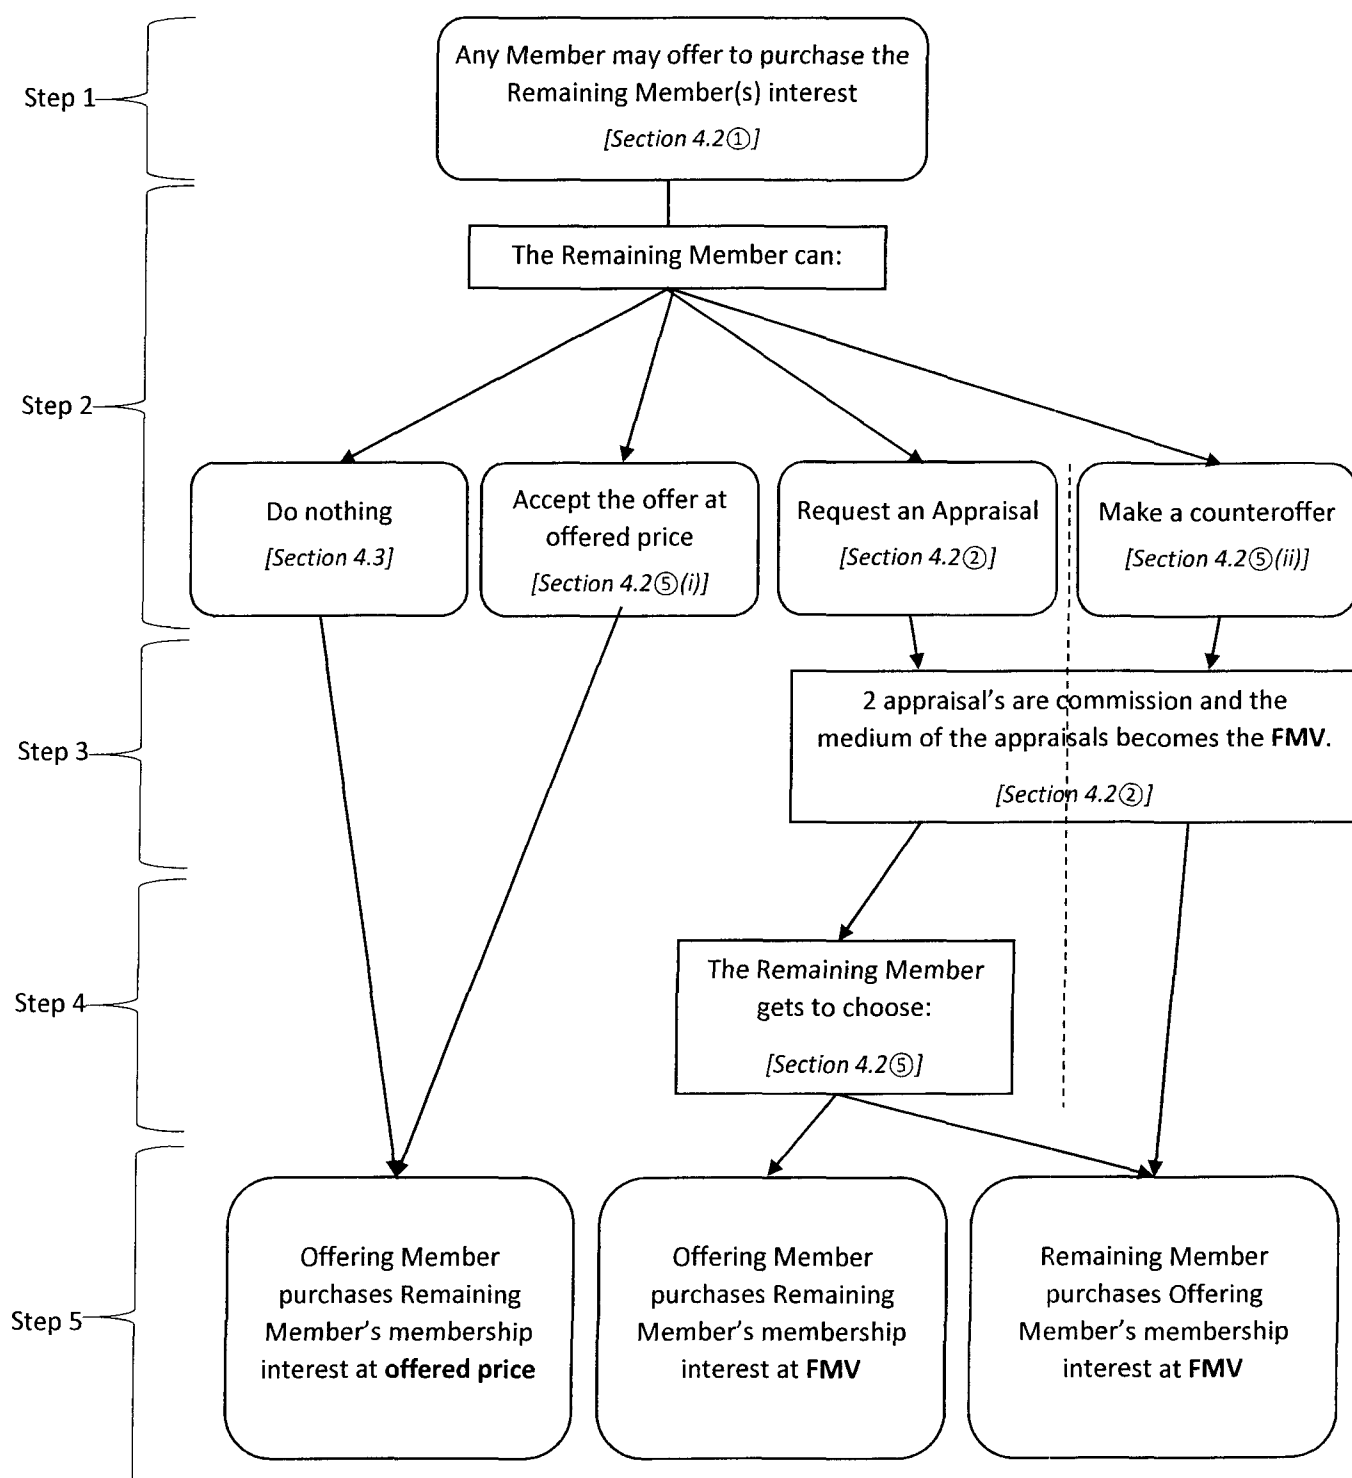 Step 1
Any Member may offer to purchase the
Remaining Member(s) interest
[Section 4.2①]
The Remaining Member can:
Step 2
Do nothing
[Section 4.3]
Accept the offer at
offered price
[Section 4.2⑤(i)]
Request an Appraisal
[Section 4.2②]
Make a counteroffer
[Section 4.2⑤(ii)]
Step 3
2 appraisal’s are commission and the
medium of the appraisals becomes the FMV.
[Section 4.2②]
Step 4
The Remaining Member
gets to choose:
[Section 4.2⑤]
Step 5
Offering Member
purchases Remaining
Member’s membership
interest at offered price
Offering Member
purchases Remaining
Member’s membership
interest at FMV
Remaining Member
purchases Offering
Member’s membership
interest at FMV